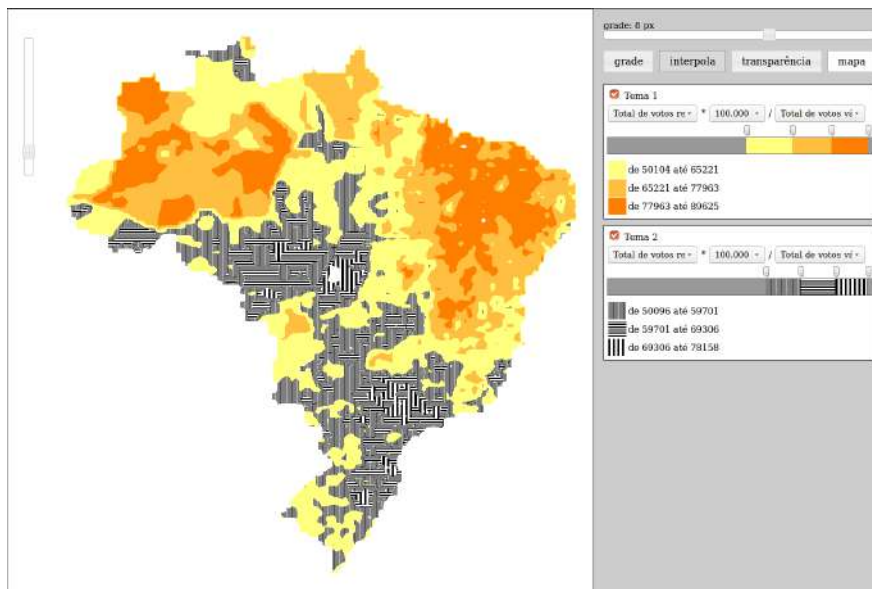 grade: 8 px
grade interpola transparência mapa
Tema 1
Total de votos re * 100.000 / Total de votos vi
de 50104 até 65221
de 65221 até 77963
de 77963 até 89625
Tema 2
Total de votos re * 100.000 / Total de votos vi
de 50096 até 59701
de 59701 até 69306
de 69306 até 78158